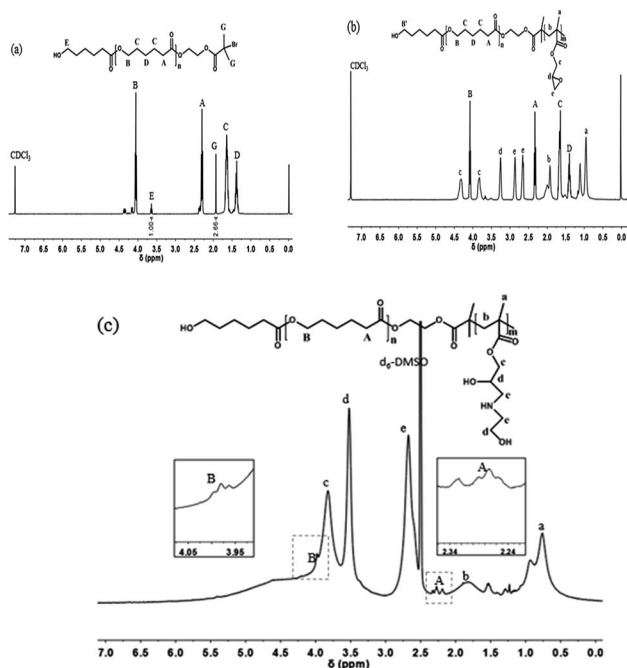 (a)
E
HO
O
C C
B D A
n
O
G
Br
G
CDCl3
B
A
C
G
D
E
1.00
2.66
7.0 6.5 6.0 5.5 5.0 4.5 4.0 3.5 3.0 2.5 2.0 1.5 1.0 0.5 0.0
δ (ppm)
(b)
B'
HO
O
C C
B D A
n
O
b
a
m
O
c
d
e
O
CDCl3
B
A
C
c c d e e b D a
7.0 6.5 6.0 5.5 5.0 4.5 4.0 3.5 3.0 2.5 2.0 1.5 1.0 0.5 0.0
δ (ppm)
(c)
HO
O
B A
n
O
b
a
m
O
c
HO
d
e
HN
e
d
OH
d6-DMSO
B
4.05 3.95
A
2.34 2.24
B
c
d
e
A
b
a
7.0 6.5 6.0 5.5 5.0 4.5 4.0 3.5 3.0 2.5 2.0 1.5 1.0 0.5 0.0 -0.5
δ (ppm)